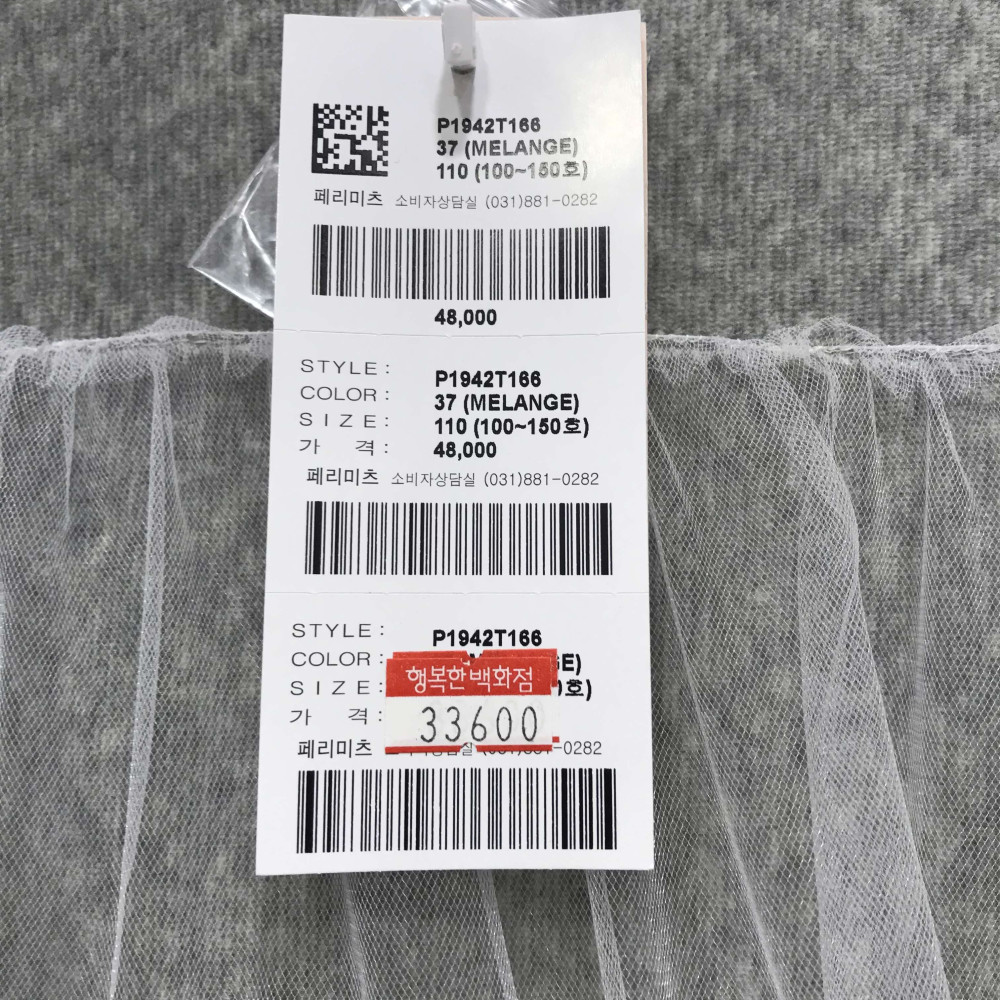 P1942T166
37 (MELANGE)
110 (100~150호)
페리미츠 소비자상담실 (031)881-0282
48,000
STYLE : P1942T166
COLOR : 37 (MELANGE)
SIZE : 110 (100~150호)
가 격 : 48,000
페리미츠 소비자상담실 (031)881-0282
STYLE : P1942T166
COLOR : GE)
SIZE : 호)
가 격 :
행복한백화점
33600
페리미츠 -0282